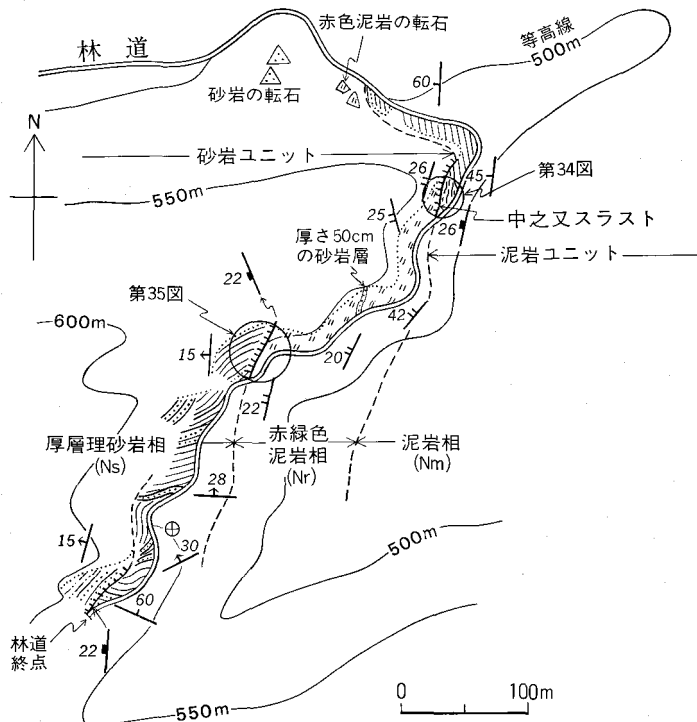 赤色泥岩の転石
林道
等高線
500m
砂岩の転石
60
N
砂岩ユニット
26
45
第34図
550m
中之又スラスト
25
26
厚さ50cm
の砂岩層
泥岩ユニット
22
第35図
600m
42
15
20
22
厚層理砂岩相
(Ns)
赤緑色
泥岩相
(Nr)
泥岩相
(Nm)
28
15
30
500m
60
林道
終点
22
550m
0
100m